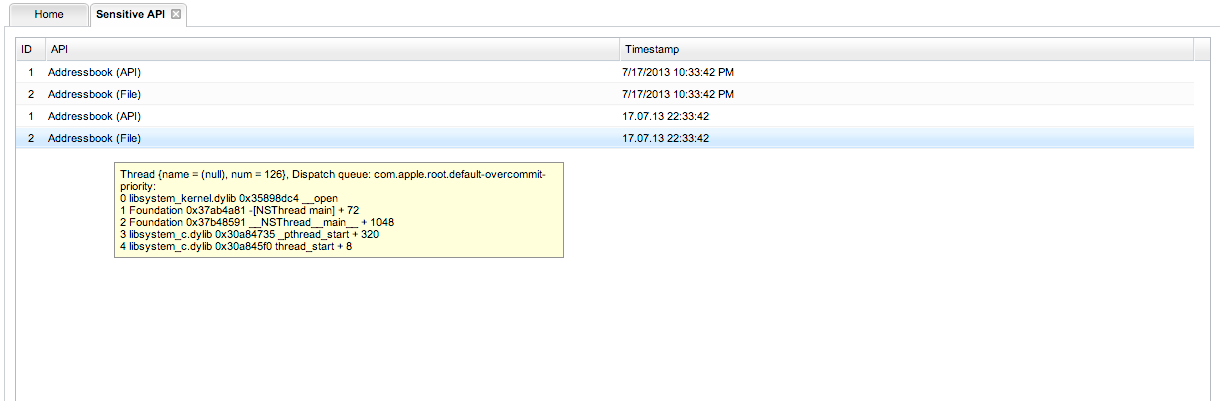 Home Sensitive API
ID API Timestamp
1 Addressbook (API) 7/17/2013 10:33:42 PM
2 Addressbook (File) 7/17/2013 10:33:42 PM
1 Addressbook (API) 17.07.13 22:33:42
2 Addressbook (File) 17.07.13 22:33:42
Thread {name = (null), num = 126}, Dispatch queue: com.apple.root.default-overcommit-
priority:
0 libsystem_kernel.dylib 0x35898dc4 __open
1 Foundation 0x37ab4a81 -[NSThread main] + 72
2 Foundation 0x37b48591 __NSThread__main__ + 1048
3 libsystem_c.dylib 0x30a84735 _pthread_start + 320
4 libsystem_c.dylib 0x30a845f0 thread_start + 8